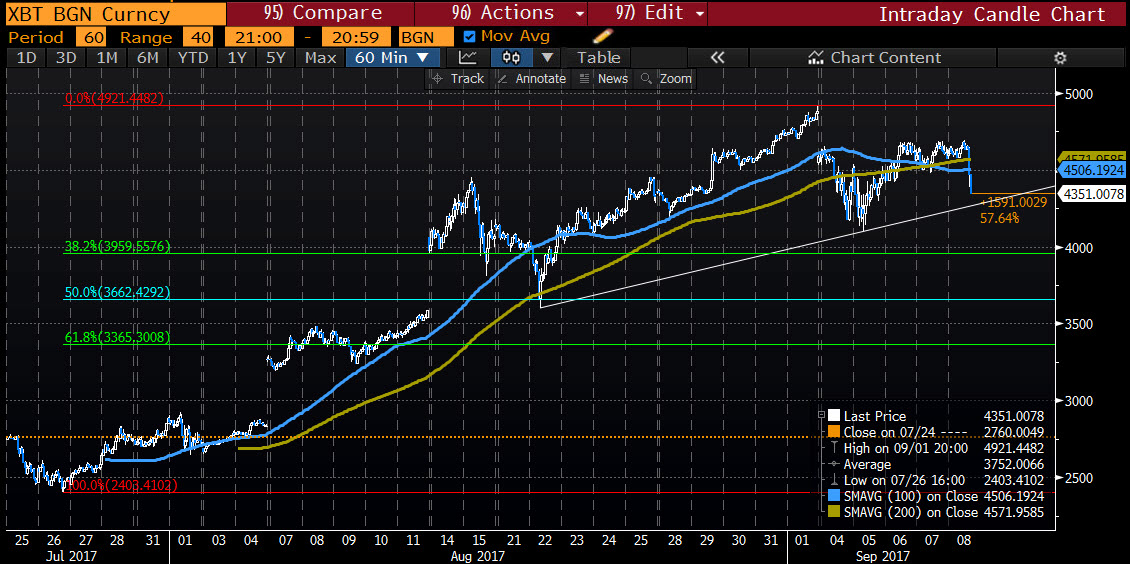 XBT BGN Curncy 95) Compare 96) Actions 97) Edit Intraday Candle Chart
Period 60 Range 40 21:00 - 20:59 BGN Mov Avg
1D 3D 1M 6M YTD 1Y 5Y Max 60 Min Table Chart Content
Track Annotate News Zoom
0.0%(4921.4482)
5000
4571.9585
4506.1924
4351.0078
+1591.0029
57.64%
38.2%(3959.5576)
4000
50.0%(3662.4292)
3500
61.8%(3365.3008)
3000
2500
100.0%(2403.4102)
Last Price 4351.0078
Close on 07/24 ---- 2760.0049
High on 09/01 20:00 4921.4482
Average 3752.0066
Low on 07/26 16:00 2403.4102
SMAVG (100) on Close 4506.1924
SMAVG (200) on Close 4571.9585
25 26 27 28 31 01 02 03 04 07 08 09 10 11 14 15 16 17 18 21 22 23 24 25 28 29 30 31 01 04 05 06 07 08
Jul 2017 Aug 2017 Sep 2017